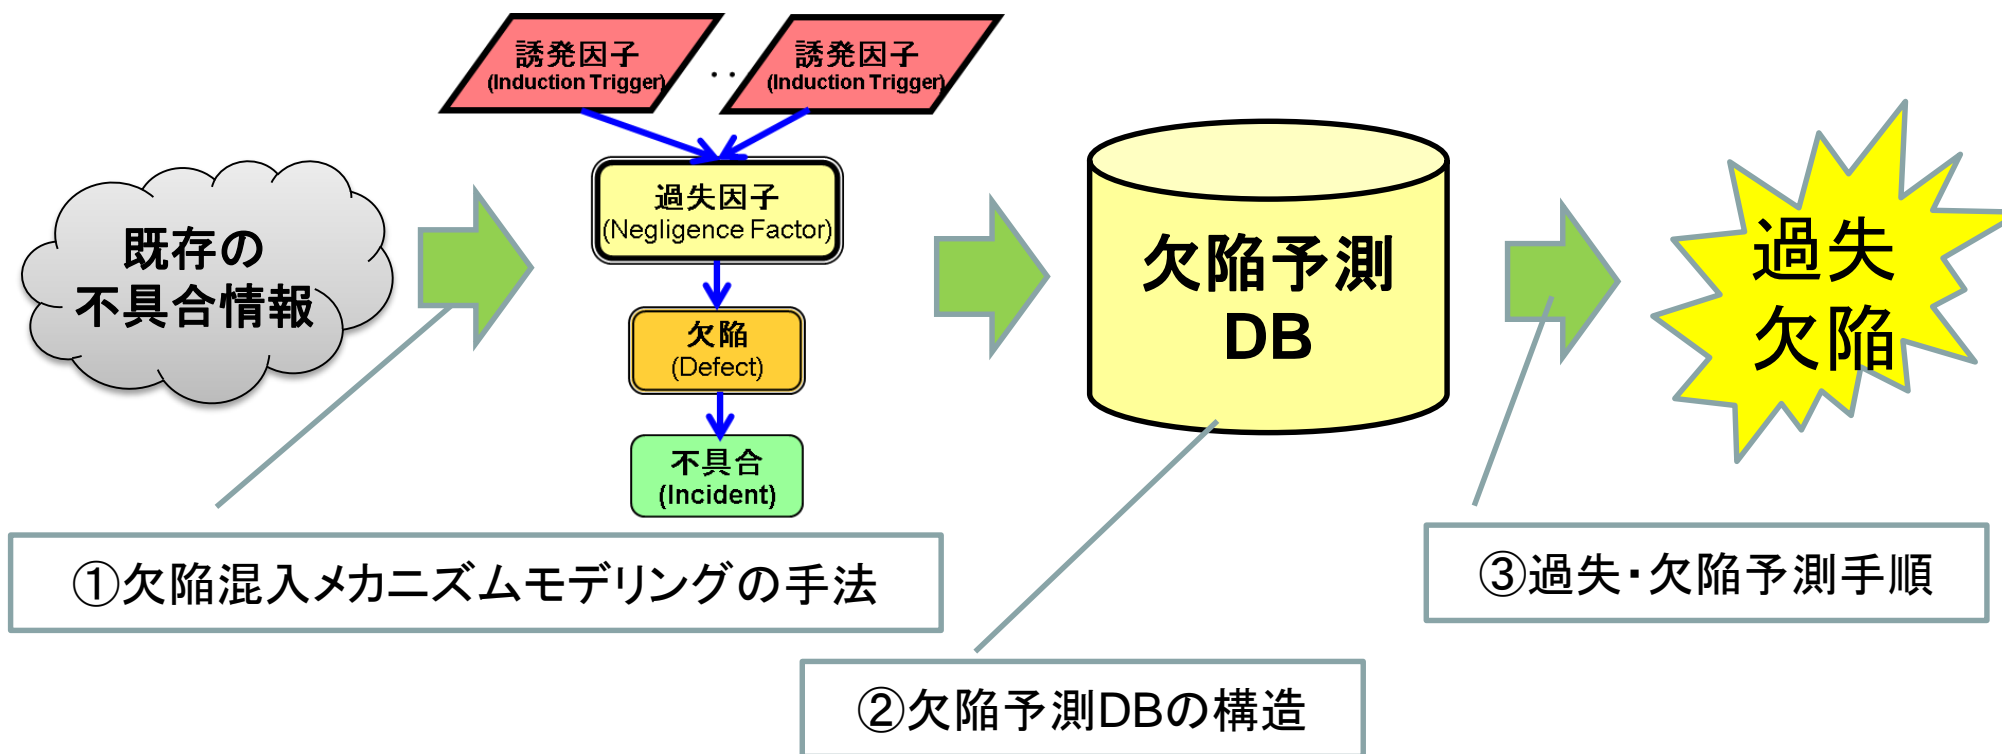 誘発因子
(Induction Trigger)
‥
誘発因子
(Induction Trigger)
既存の
不具合情報
過失因子
(Negligence Factor)
欠陥
(Defect)
不具合
(Incident)
欠陥予測
DB
過失
欠陥
①欠陥混入メカニズムモデリングの手法
②欠陥予測DBの構造
③過失・欠陥予測手順